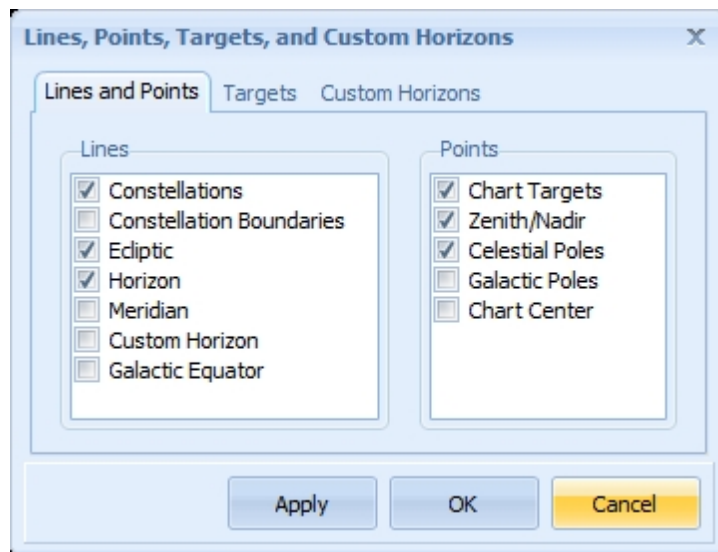 Lines, Points, Targets, and Custom Horizons
Lines and Points Targets Custom Horizons
Lines
Constellations
Constellation Boundaries
Ecliptic
Horizon
Meridian
Custom Horizon
Galactic Equator
Points
Chart Targets
Zenith/Nadir
Celestial Poles
Galactic Poles
Chart Center
Apply OK Cancel